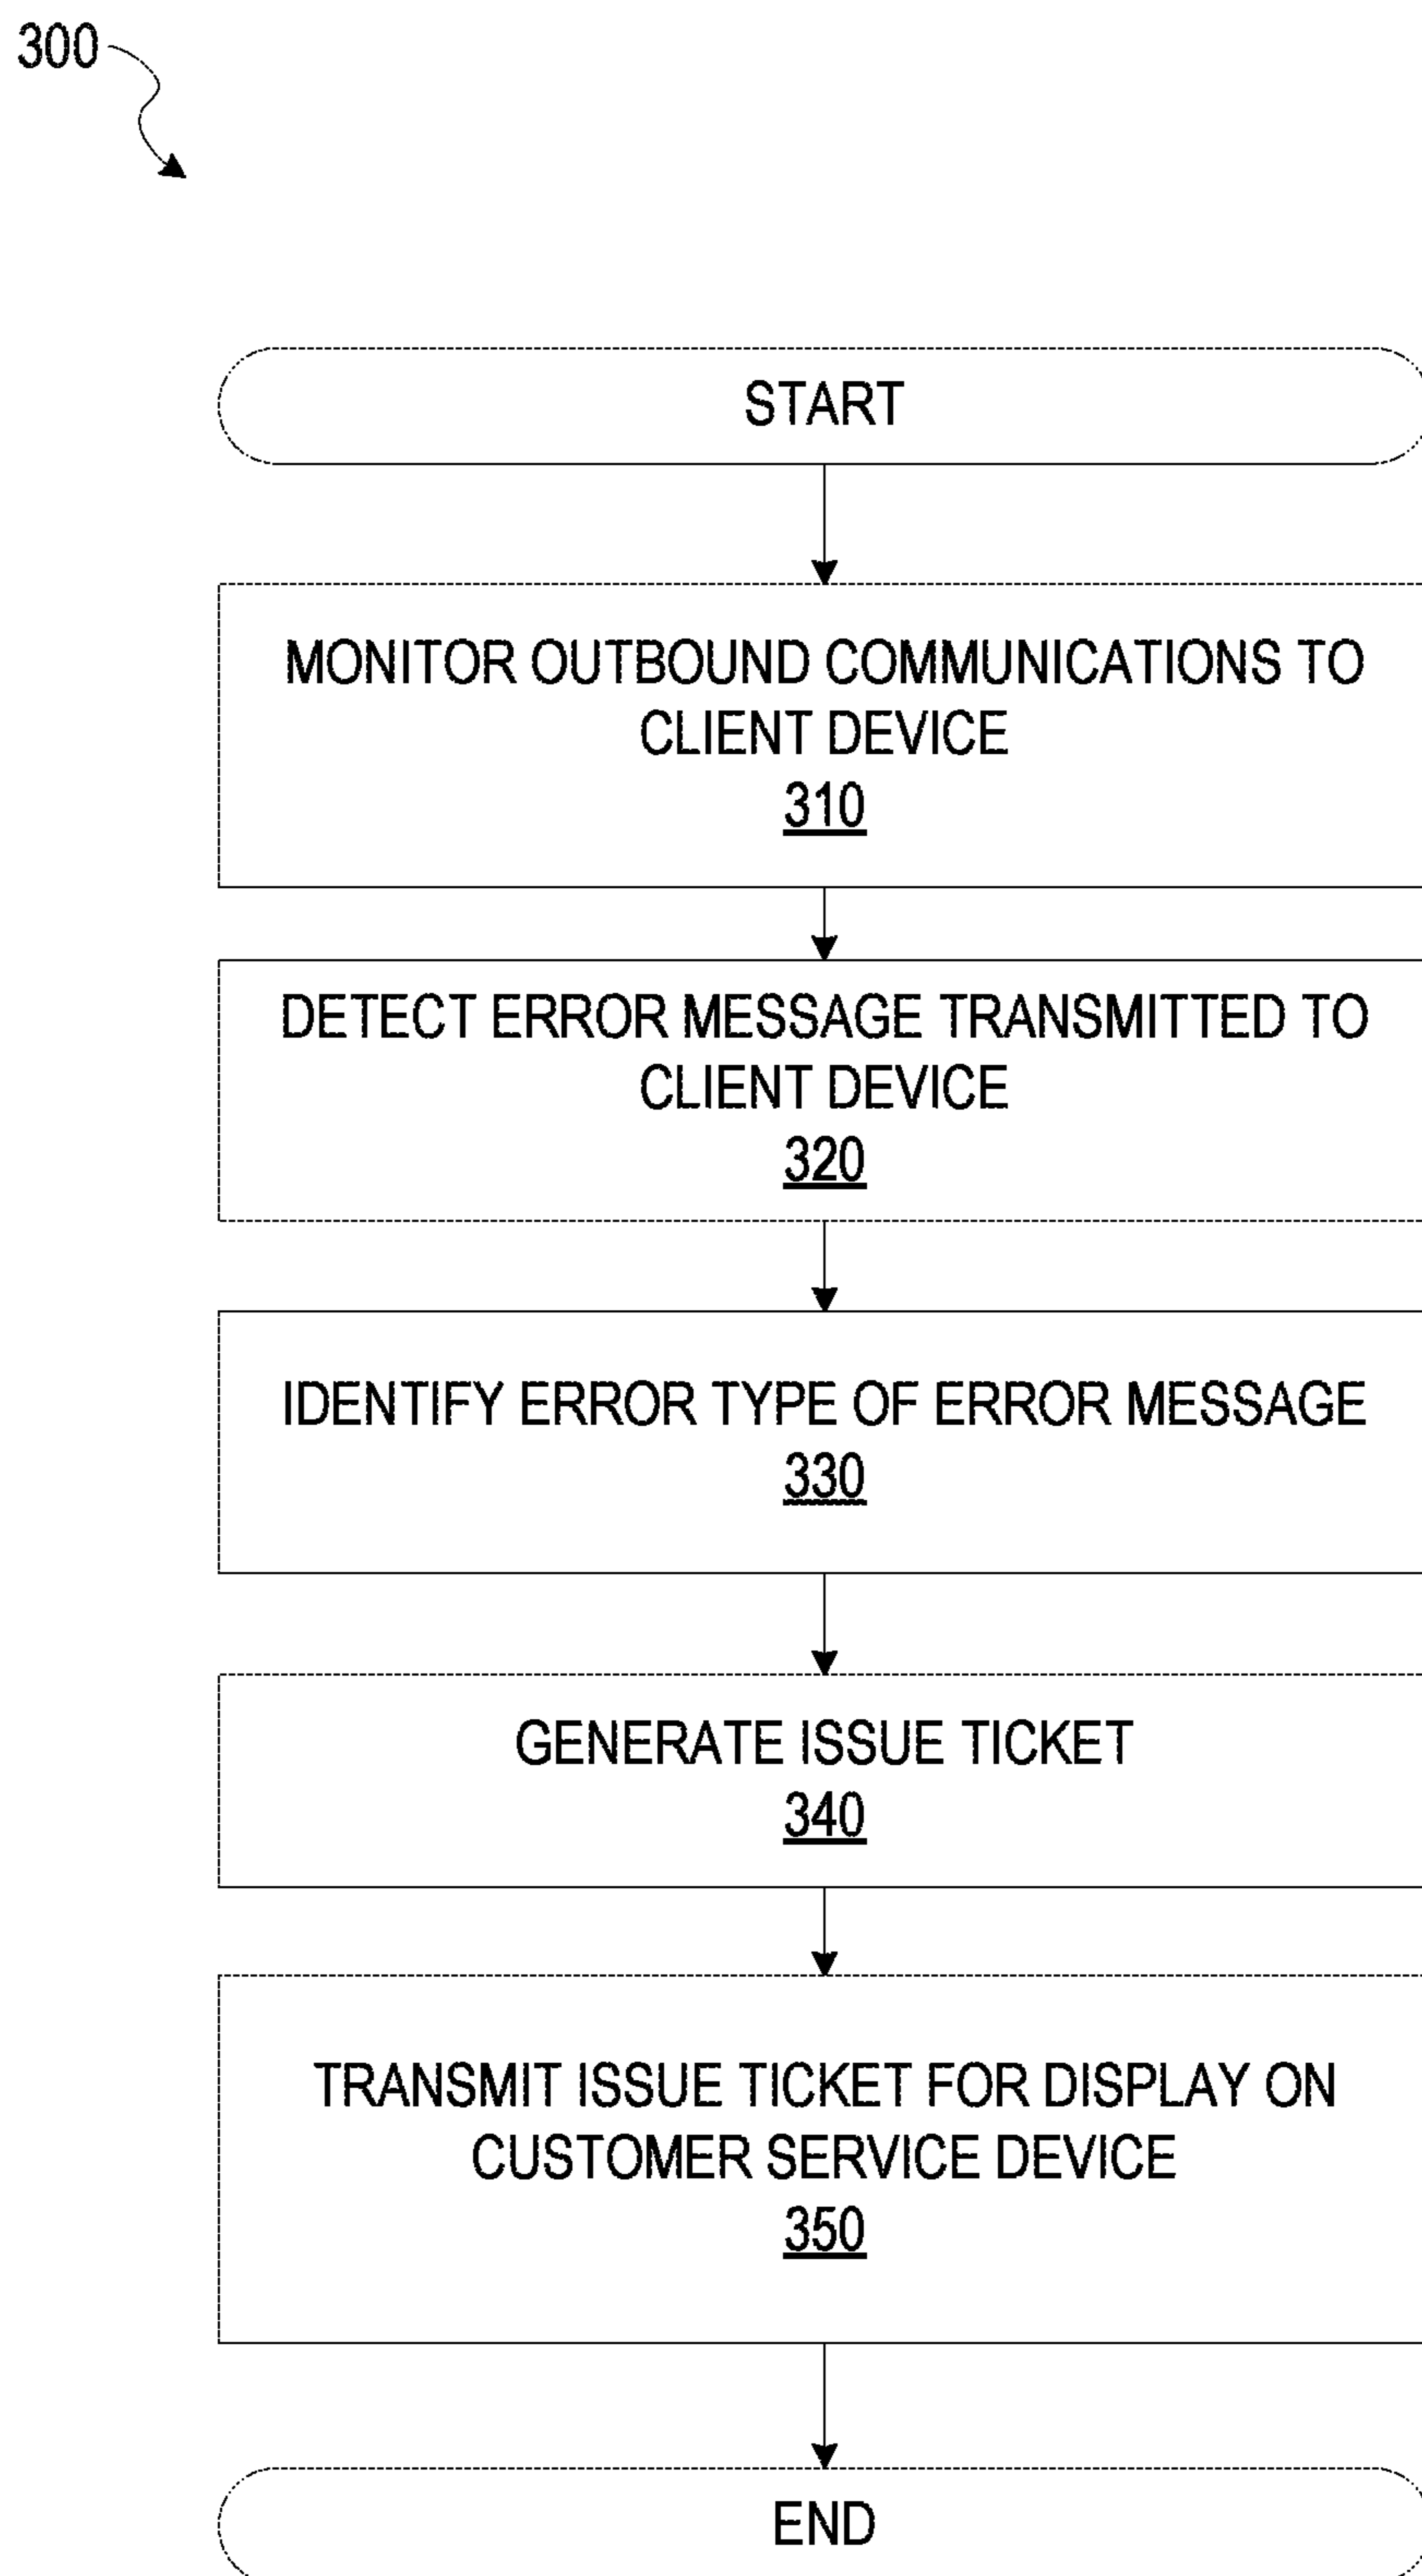 300
START
MONITOR OUTBOUND COMMUNICATIONS TO
CLIENT DEVICE
310
DETECT ERROR MESSAGE TRANSMITTED TO
CLIENT DEVICE
320
IDENTIFY ERROR TYPE OF ERROR MESSAGE
330
GENERATE ISSUE TICKET
340
TRANSMIT ISSUE TICKET FOR DISPLAY ON
CUSTOMER SERVICE DEVICE
350
END